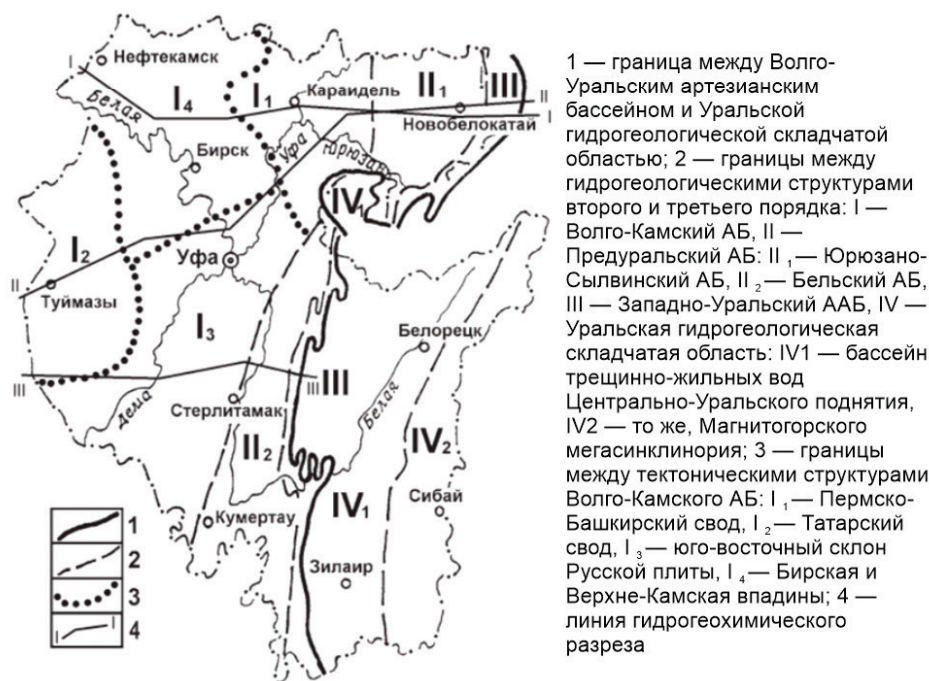 Нефтекамск
I
Белая
I4
I1
Караидель
II1
III
II
I
Новобелокатай
Бирск
Уфа
Юрюзань
IV1
I2
Уфа
II
Туймазы
I3
Белорецк
III
III
III
Дема
Стерлитамак
Белая
II2
IV2
IV1
Сибай
Кумертау
Зилаир
1
2
3
I I 4
1 — граница между Волго-
Уральским артезианским
бассейном и Уральской
гидрогеологической складчатой
областью; 2 — границы между
гидрогеологическими структурами
второго и третьего порядка: I —
Волго-Камский АБ, II —
Предуральский АБ: II 1 — Юрюзано-
Сылвинский АБ, II 2 — Бельский АБ,
III — Западно-Уральский ААБ, IV —
Уральская гидрогеологическая
складчатая область: IV1 — бассейн
трещинно-жильных вод
Центрально-Уральского поднятия,
IV2 — то же, Магнитогорского
мегасинклинория; 3 — границы
между тектоническими структурами
Волго-Камского АБ: I 1 — Пермско-
Башкирский свод, I 2 — Татарский
свод, I 3 — юго-восточный склон
Русской плиты, I 4 — Бирская и
Верхне-Камская впадины; 4 —
линия гидрогеохимического
разреза